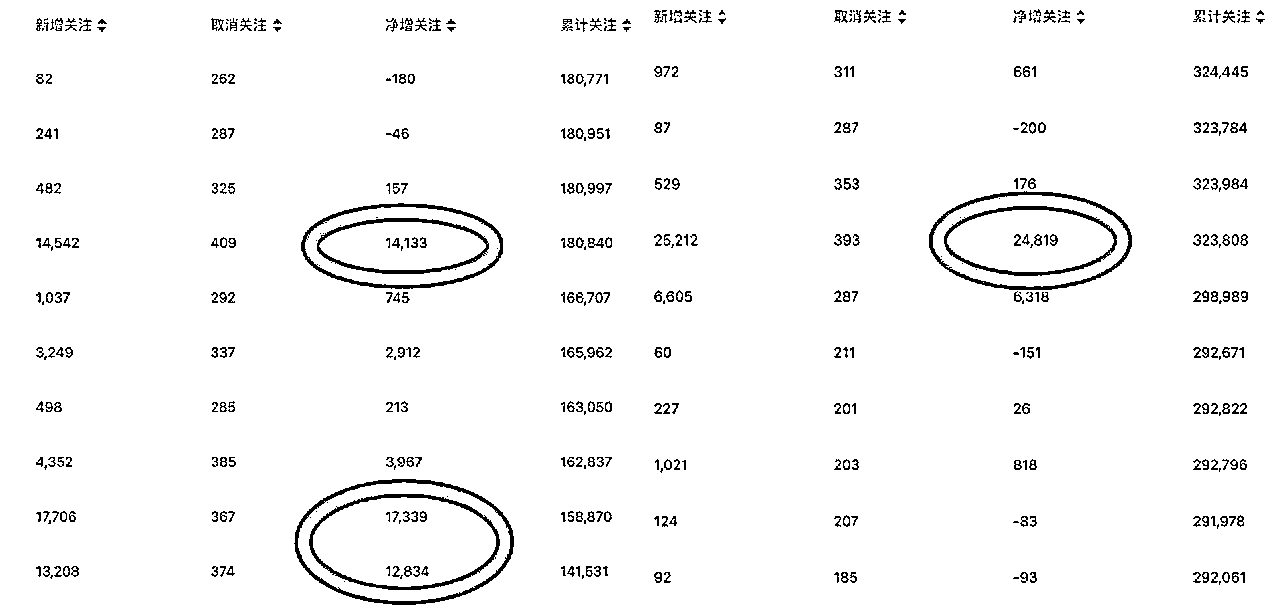 新增关注 取消关注 净增关注 累计关注
82 262 -180 180,771
241 287 -46 180,951
482 325 157 180,997
14,542 409 14,133 180,840
1,037 292 745 166,707
3,249 337 2,912 165,962
498 285 213 163,050
4,352 385 3,967 162,837
17,706 367 17,339 158,870
13,208 374 12,834 141,531
新增关注 取消关注 净增关注 累计关注
972 311 661 324,445
87 287 -200 323,784
529 353 176 323,984
25,212 393 24,819 323,808
6,605 287 6,318 298,989
60 211 -151 292,671
227 201 26 292,822
1,021 203 818 292,796
124 207 -83 291,978
92 185 -93 292,061